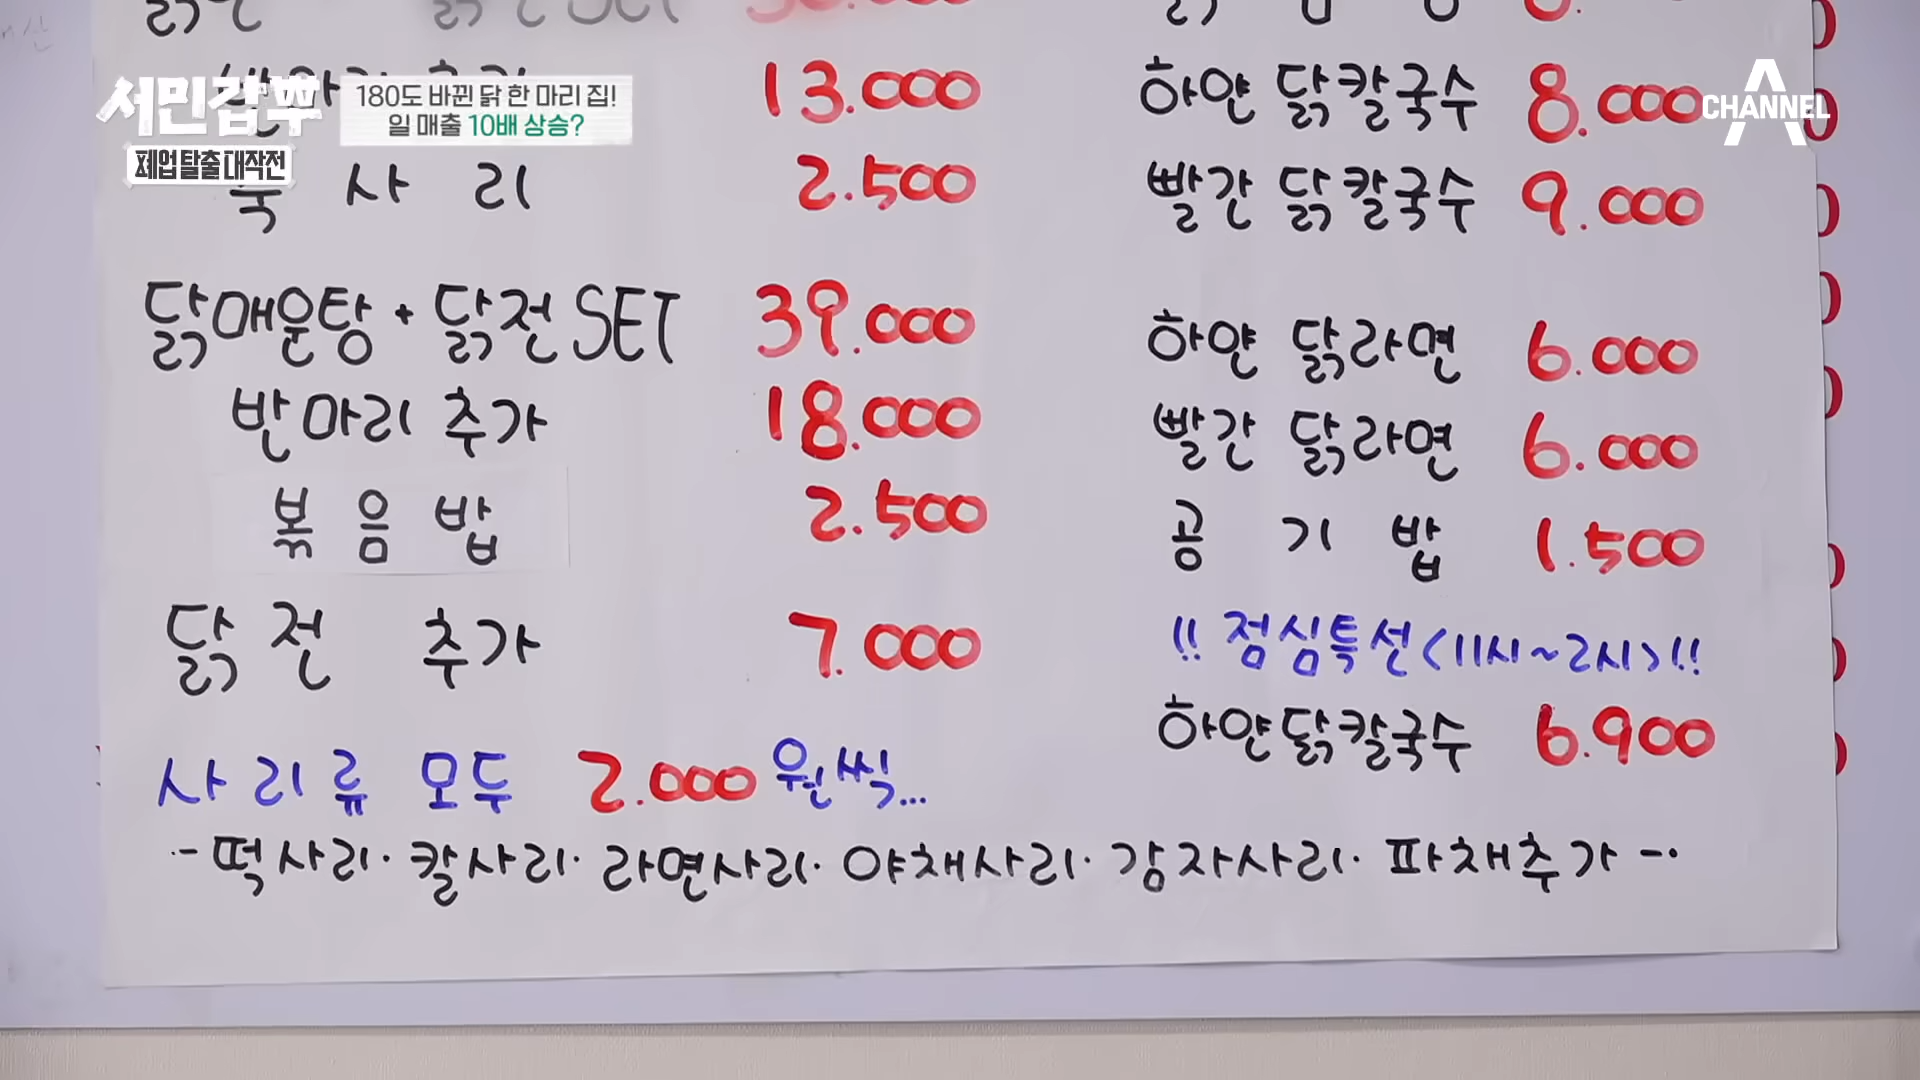 서민갑부
폐업 탈출 대작전
180도 바뀐 닭 한 마리 집!
일 매출 10배 상승?
CHANNEL A
13.000
사리 2.500
닭매운탕 + 닭전 SET 39.000
반마리 추가 18.000
볶음밥 2.500
닭전 추가 7.000
사리류 모두 2.000 원씩...
·- 떡사리· 칼사리· 라면사리· 야채사리· 감자사리· 파채추가 -·
하얀 닭칼국수 8.000
빨간 닭칼국수 9.000
하얀 닭라면 6.000
빨간 닭라면 6.000
공기밥 1.500
!! 점심특선 <11시~2시> !!
하얀닭칼국수 6.900